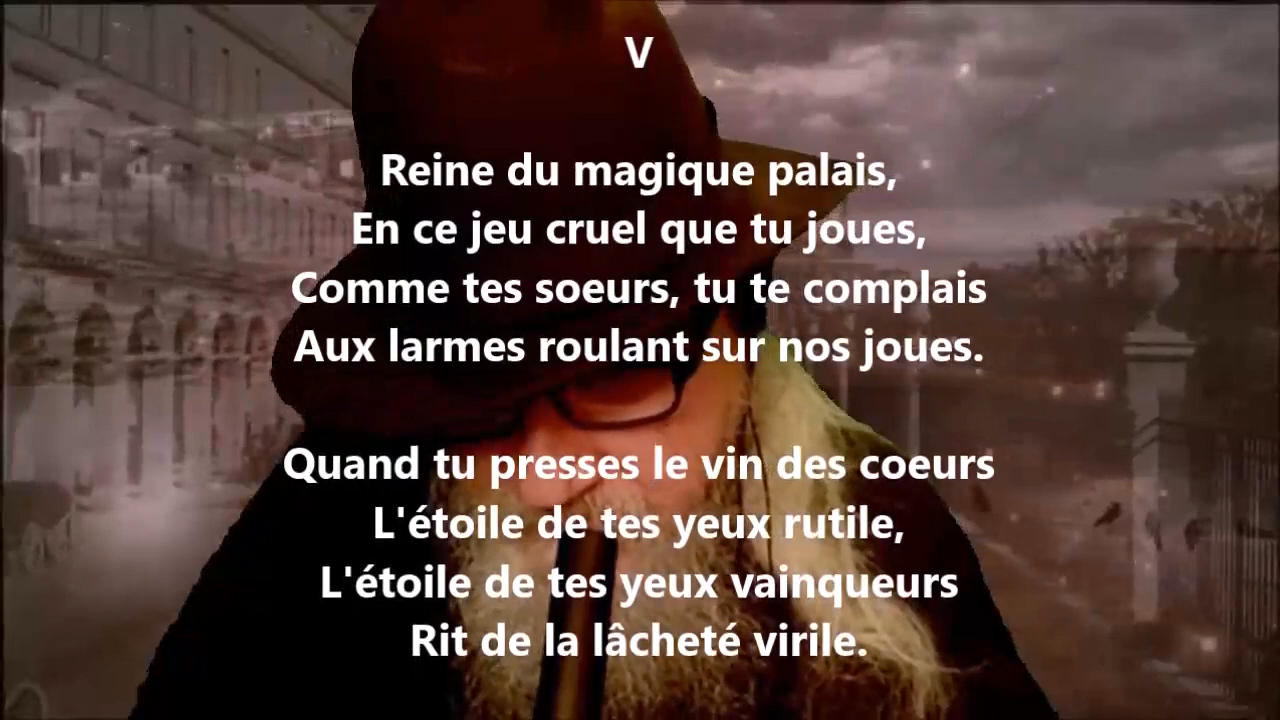 V
Reine du magique palais,
En ce jeu cruel que tu joues,
Comme tes soeurs, tu te complais
Aux larmes roulant sur nos joues.
Quand tu presses le vin des coeurs
L'étoile de tes yeux rutile,
L'étoile de tes yeux vainqueurs
Rit de la lâcheté virile.